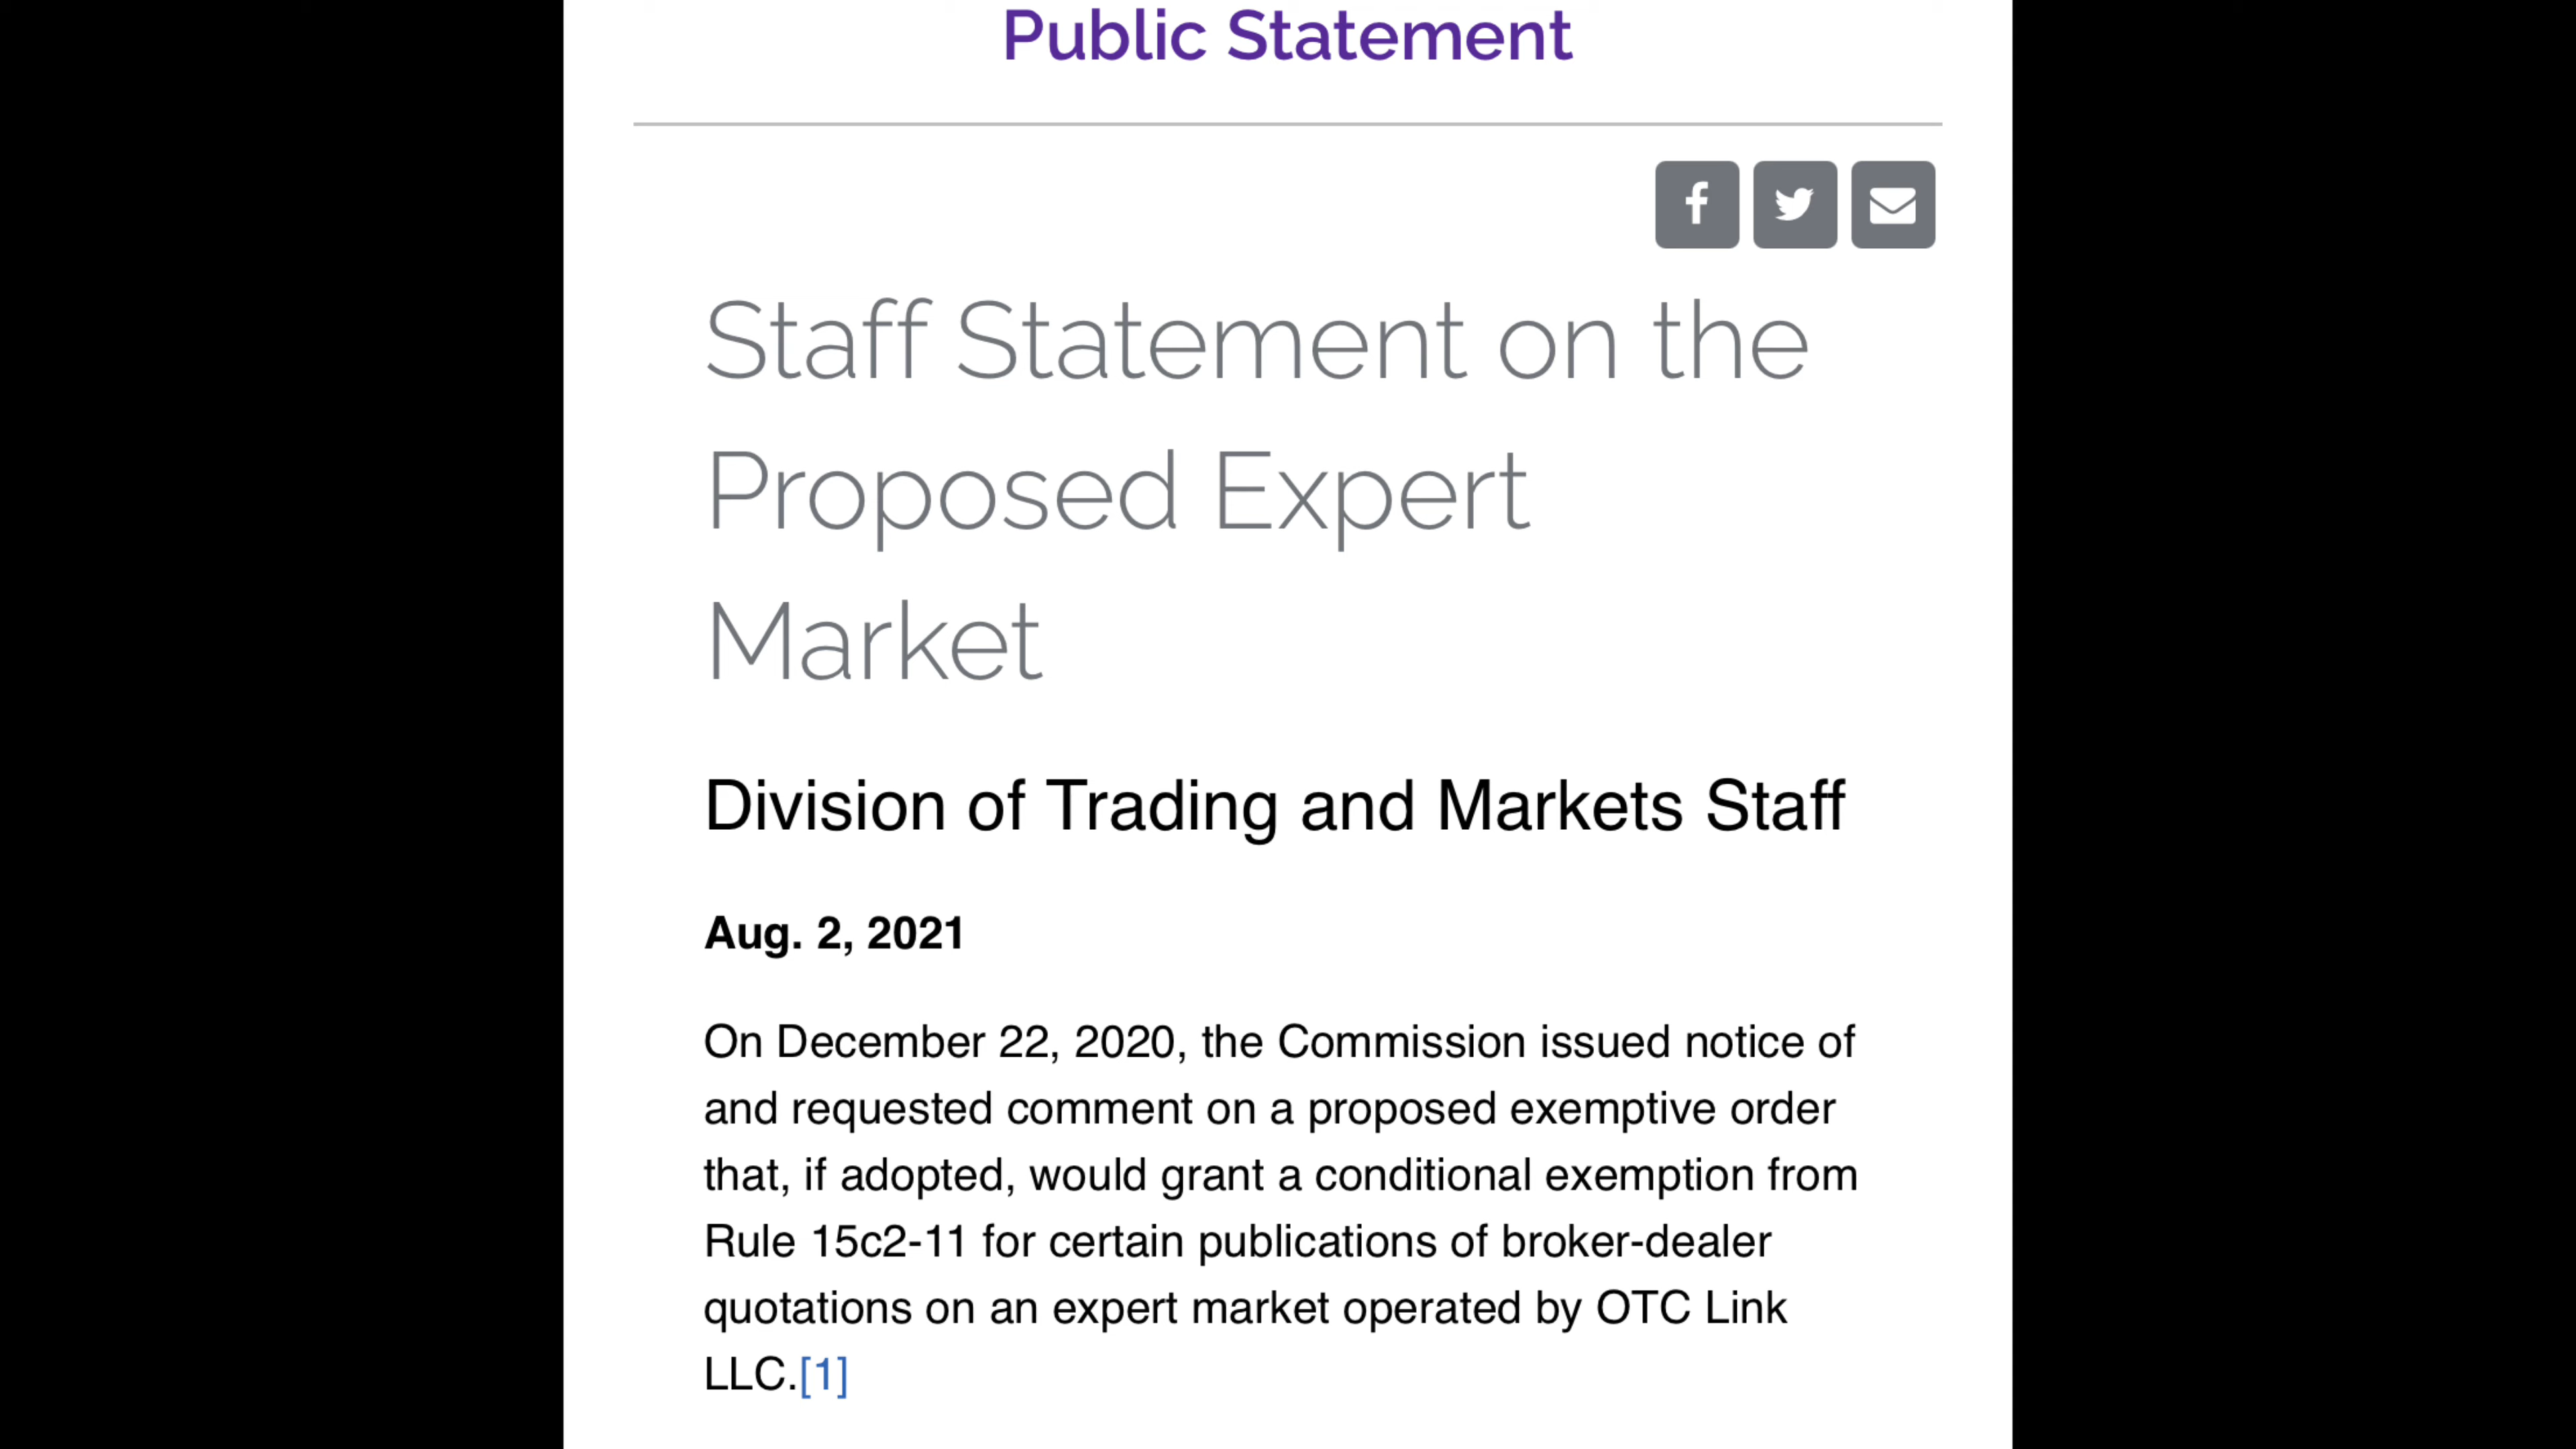 Public Statement
Staff Statement on the
Proposed Expert
Market
Division of Trading and Markets Staff
Aug. 2, 2021
On December 22, 2020, the Commission issued notice of
and requested comment on a proposed exemptive order
that, if adopted, would grant a conditional exemption from
Rule 15c2-11 for certain publications of broker-dealer
quotations on an expert market operated by OTC Link
LLC.[1]